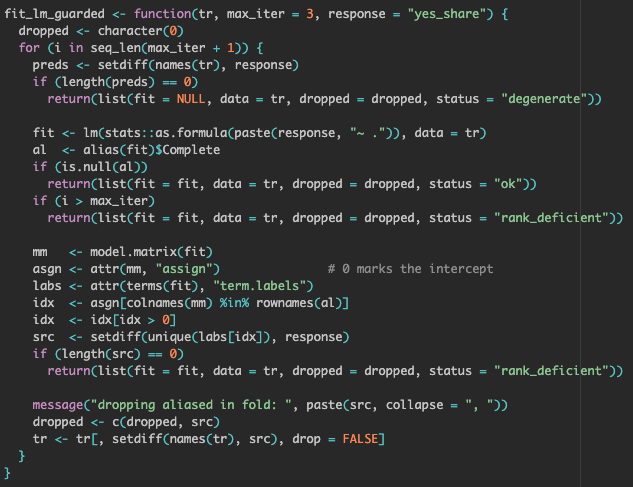 fit_lm_guarded <- function(tr, max_iter = 3, response = "yes_share") {
  dropped <- character(0)
  for (i in seq_len(max_iter + 1)) {
    preds <- setdiff(names(tr), response)
    if (length(preds) == 0)
      return(list(fit = NULL, data = tr, dropped = dropped, status = "degenerate"))

    fit <- lm(stats::as.formula(paste(response, "~ .")), data = tr)
    al  <- alias(fit)$Complete
    if (is.null(al))
      return(list(fit = fit, data = tr, dropped = dropped, status = "ok"))
    if (i > max_iter)
      return(list(fit = fit, data = tr, dropped = dropped, status = "rank_deficient"))

    mm   <- model.matrix(fit)
    asgn <- attr(mm, "assign")               # 0 marks the intercept
    labs <- attr(terms(fit), "term.labels")
    idx  <- asgn[colnames(mm) %in% rownames(al)]
    idx  <- idx[idx > 0]
    src  <- setdiff(unique(labs[idx]), response)
    if (length(src) == 0)
      return(list(fit = fit, data = tr, dropped = dropped, status = "rank_deficient"))

    message("dropping aliased in fold: ", paste(src, collapse = ", "))
    dropped <- c(dropped, src)
    tr <- tr[, setdiff(names(tr), src), drop = FALSE]
  }
}